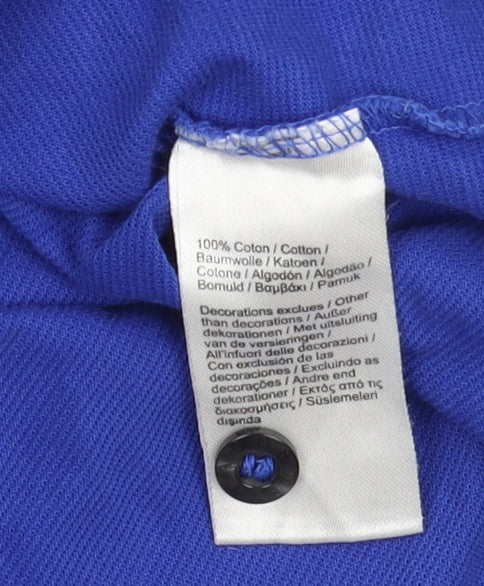 100% Coton / Cotton /
Baumwolle / Katoen /
Cotone / Algodón / Algodão /
Bomuld / Βαμβάκι / Pamuk
Decorations exclues / Other
than decorations / Außer
dekorationen / Met uitsluiting
van de versieringen /
All'infuori delle decorazioni /
Con exclusión de las
decoraciones / Excluindo as
decorações / Andre end
dekorationer / Εκτός από τις
διακοσμήσεις / Süslemeleri
dışında